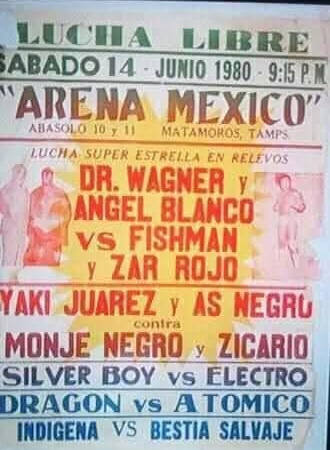 LUCHA LIBRE
SABADO 14 - JUNIO 1980 - 9:15 P.M.
"ARENA MEXICO"
ABASOLO 10 y 11 MATAMOROS, TAMPS.
LUCHA SUPER ESTRELLA EN RELEVOS
DR. WAGNER y
ANGEL BLANCO
VS FISHMAN
y ZAR ROJO
YAKI JUAREZ y AS NEGRO
contra
MONJE NEGRO y ZICARIO
SILVER BOY vs ELECTRO
DRAGON vs ATOMICO
INDIGENA VS BESTIA SALVAJE